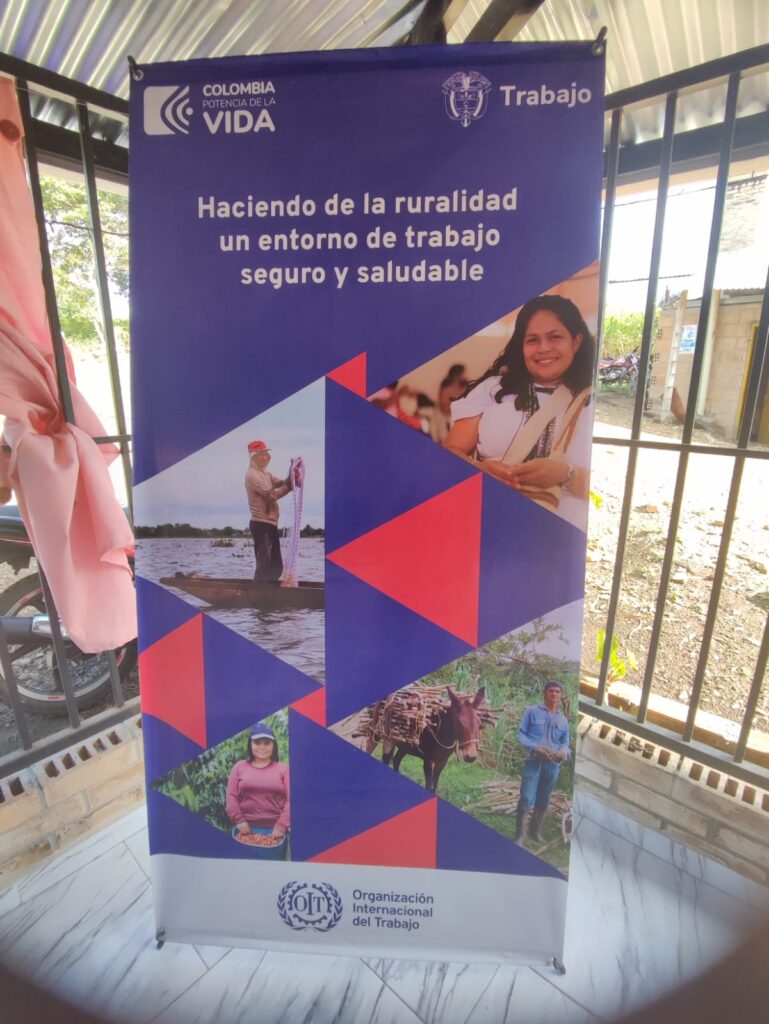 COLOMBIA
POTENCIA DE LA
VIDA
Trabajo
Haciendo de la ruralidad
un entorno de trabajo
seguro y saludable
OIT
Organización
Internacional
del Trabajo